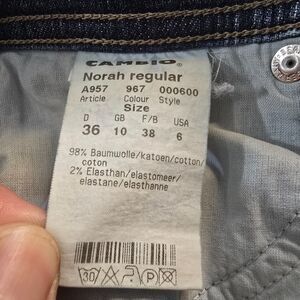 CAMBIO
Norah regular
A957 967 000600
Article Colour Style
Size
D GB F/B USA
36 10 38 6
98% Baumwolle/katoen/cotton/
coton
2% Elasthan/elastomeer/
elastane/elasthanne
30 P